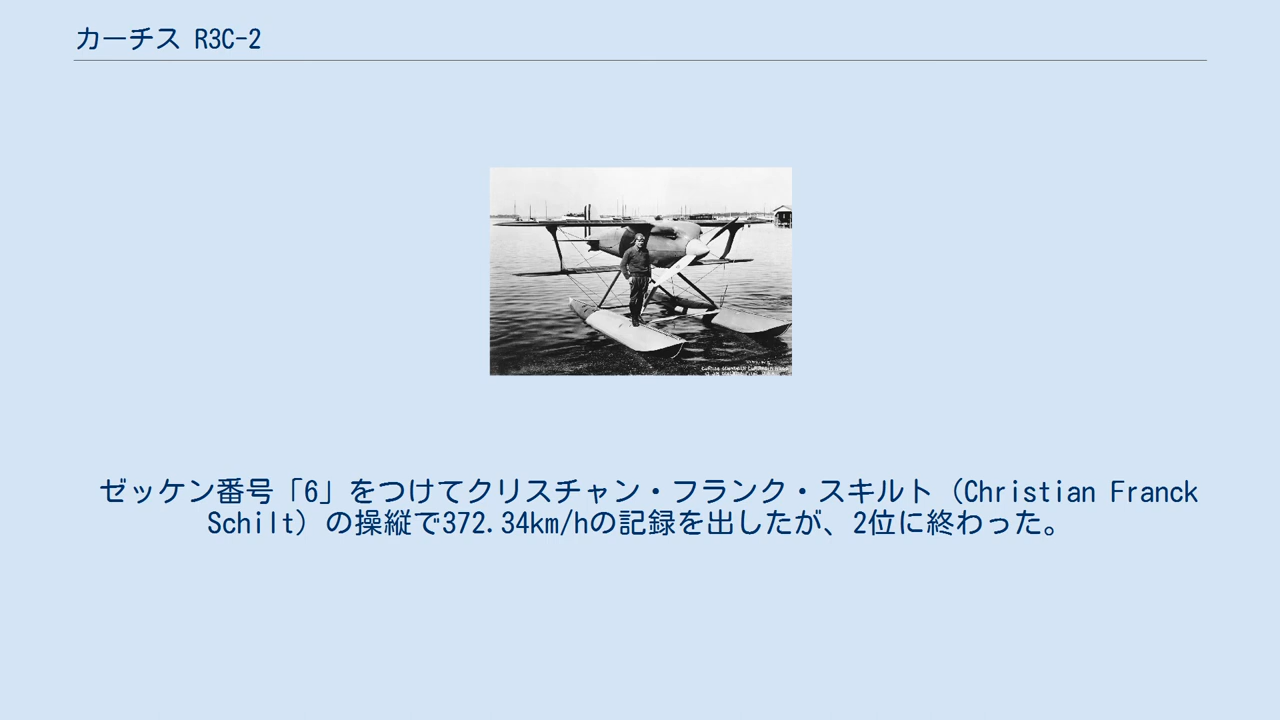 カーチス R3C-2
ゼッケン番号「6」をつけてクリスチャン・フランク・スキルト（Christian Franck
Schilt）の操縦で372.34km/hの記録を出したが、2位に終わった。